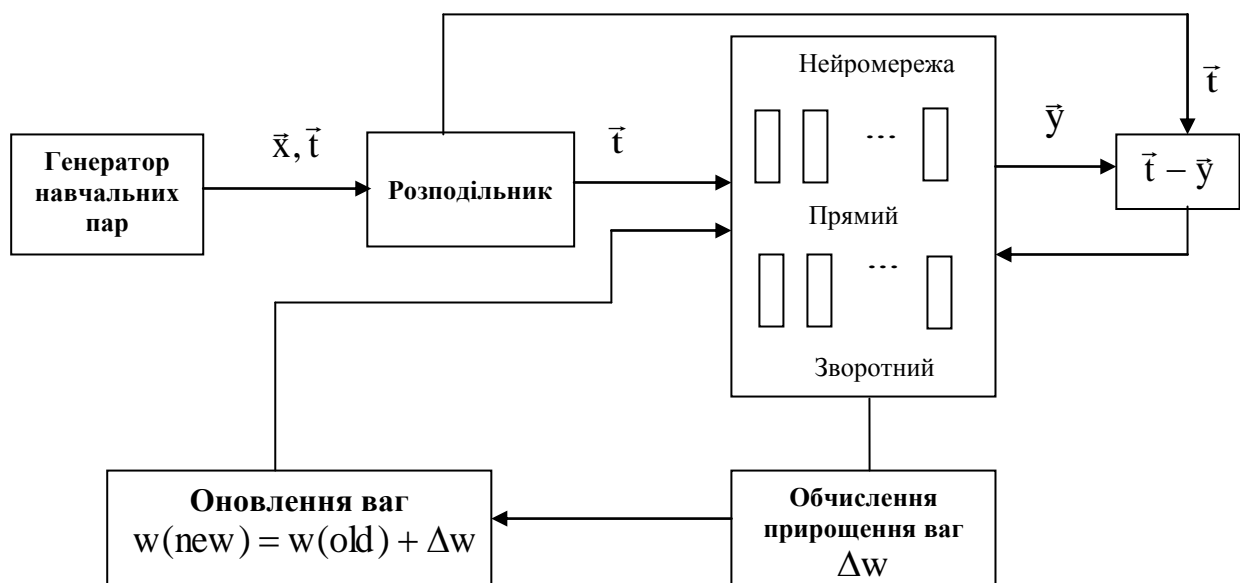 Нейромережа
t⃗
Генератор
навчальних
пар
x⃗, t⃗
Розподільник
t⃗
y⃗
t⃗ − y⃗
...
Прямий
...
Зворотний
Оновлення ваг
w(new) = w(old) + Δw
Обчислення
прирощення ваг
Δw